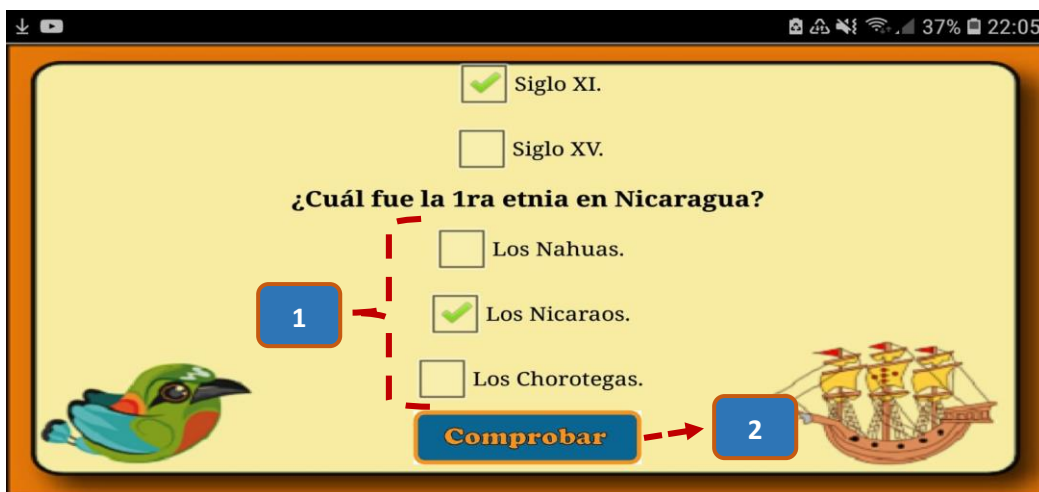 37% 22:05
Siglo XI.
Siglo XV.
¿Cuál fue la 1ra etnia en Nicaragua?
Los Nahuas.
1
Los Nicaraos.
Los Chorotegas.
Comprobar
2